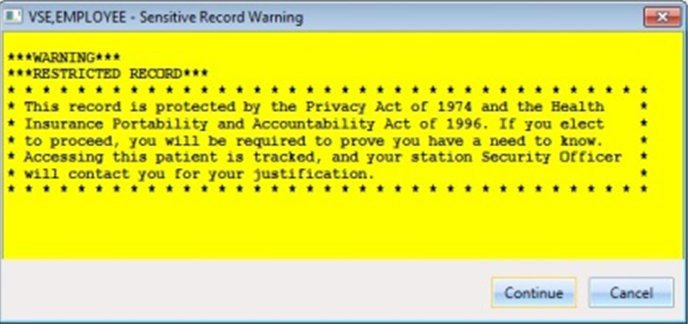 VSE,EMPLOYEE - Sensitive Record Warning
***WARNING***
***RESTRICTED RECORD***
* * * * * * * * * * * * * * * * * * * * * * * * * * * * * * * * * * *
* This record is protected by the Privacy Act of 1974 and the Health *
* Insurance Portability and Accountability Act of 1996. If you elect *
* to proceed, you will be required to prove you have a need to know. *
* Accessing this patient is tracked, and your station Security Officer *
* will contact you for your justification. *
* * * * * * * * * * * * * * * * * * * * * * * * * * * * * * * * * * *
Continue Cancel